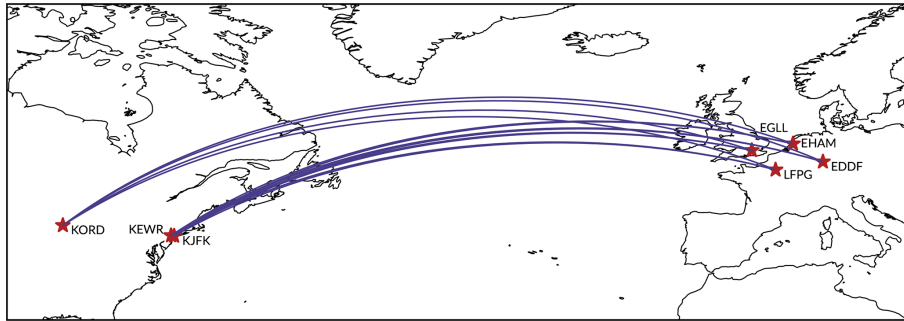 EGLL
EHAM
EDDF
LFPG
KORD
KEWR
KJFK